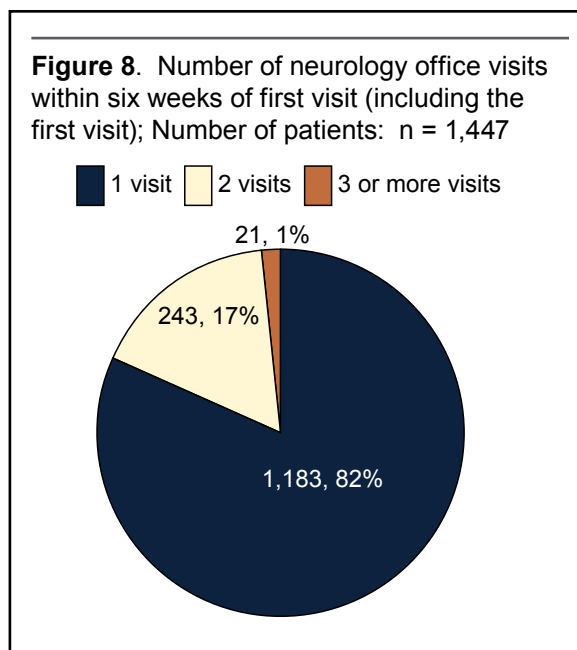 Figure 8.  Number of neurology office visits
within six weeks of first visit (including the
first visit); Number of patients:  n = 1,447
1 visit 2 visits 3 or more visits
21, 1%
243, 17%
1,183, 82%